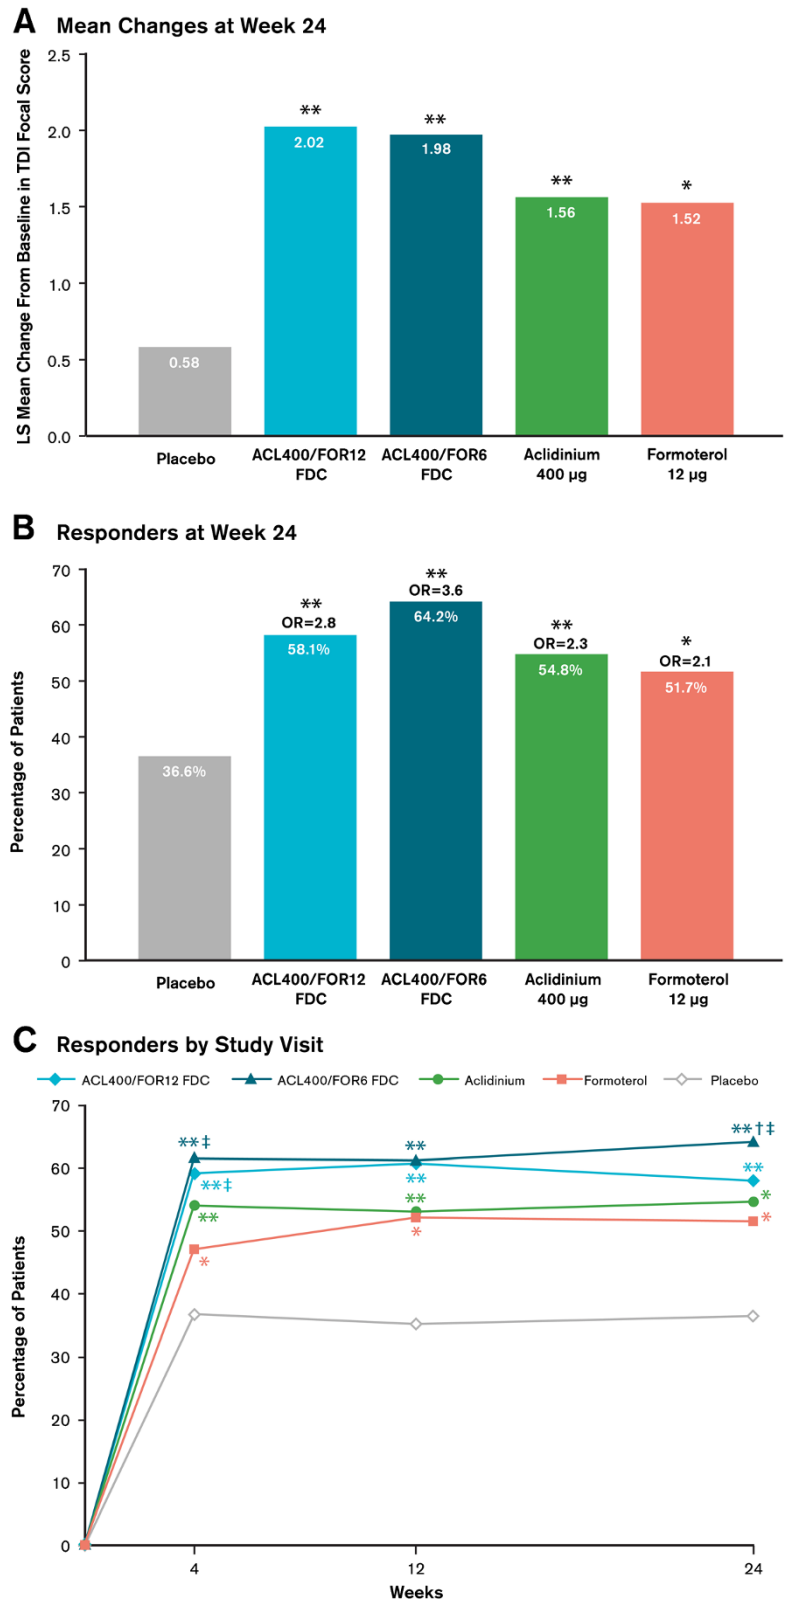 A Mean Changes at Week 24
LS Mean Change From Baseline in TDI Focal Score
2.5
2.0
1.5
1.0
0.5
0.0
**
**
**
*
0.58
2.02
1.98
1.56
1.52
Placebo
ACL400/FOR12
FDC
ACL400/FOR6
FDC
Aclidinium
400 µg
Formoterol
12 µg
B Responders at Week 24
Percentage of Patients
70
60
50
40
30
20
10
0
36.6%
**
OR=2.8
58.1%
**
OR=3.6
64.2%
**
OR=2.3
54.8%
*
OR=2.1
51.7%
Placebo
ACL400/FOR12
FDC
ACL400/FOR6
FDC
Aclidinium
400 µg
Formoterol
12 µg
C Responders by Study Visit
ACL400/FOR12 FDC ACL400/FOR6 FDC Aclidinium Formoterol Placebo
Percentage of Patients
70
60
50
40
30
20
10
0
**‡
**‡
**
*
**
**
**
*
**†‡
**
*
*
4 12 24
Weeks